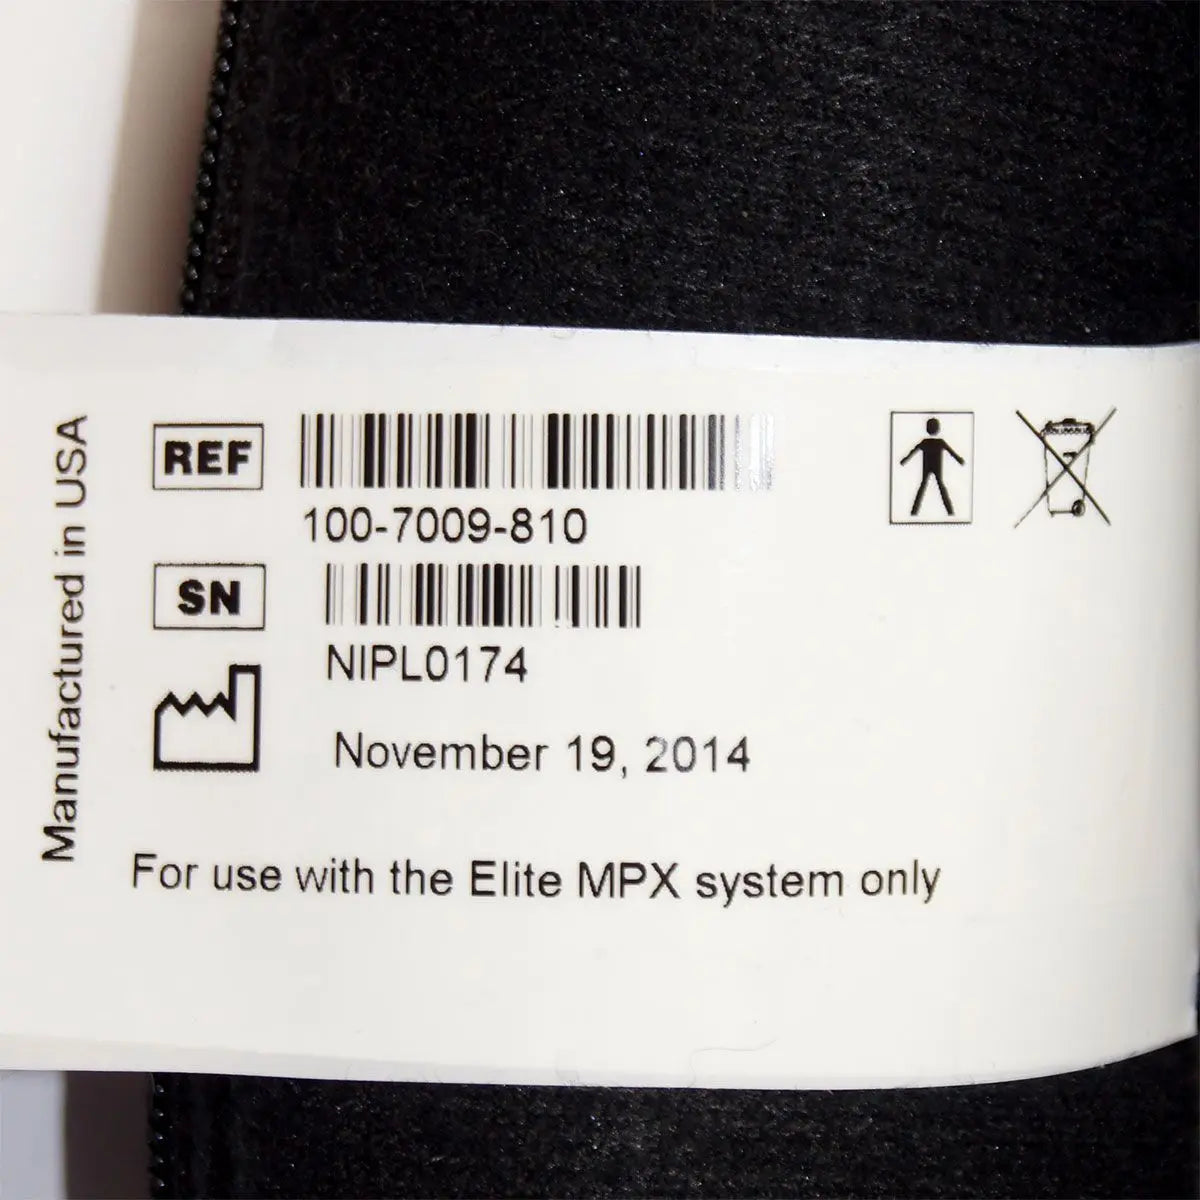 Manufactured in USA
REF
100-7009-810
SN
NIPL0174
November 19, 2014
For use with the Elite MPX system only